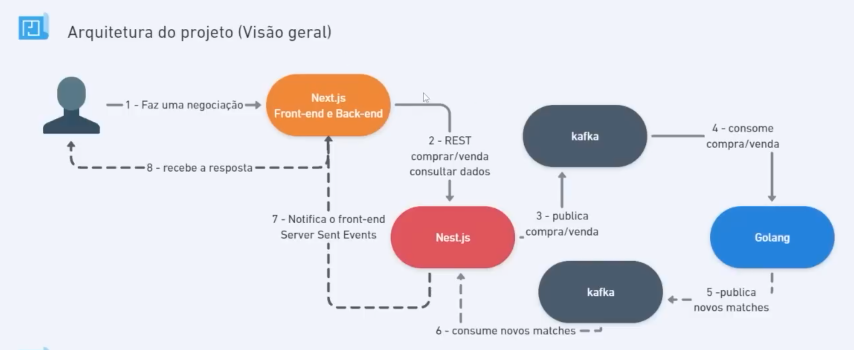 Arquitetura do projeto (Visão geral)
1 - Faz uma negociação
Next.js
Front-end e Back-end
2 - REST
comprar/venda
consultar dados
kafka
4 - consome
compra/venda
8 - recebe a resposta
7 - Notifica o front-end
Server Sent Events
Nest.js
3 - publica
compra/venda
Golang
kafka
5 -publica
novos matches
6 - consume novos matches